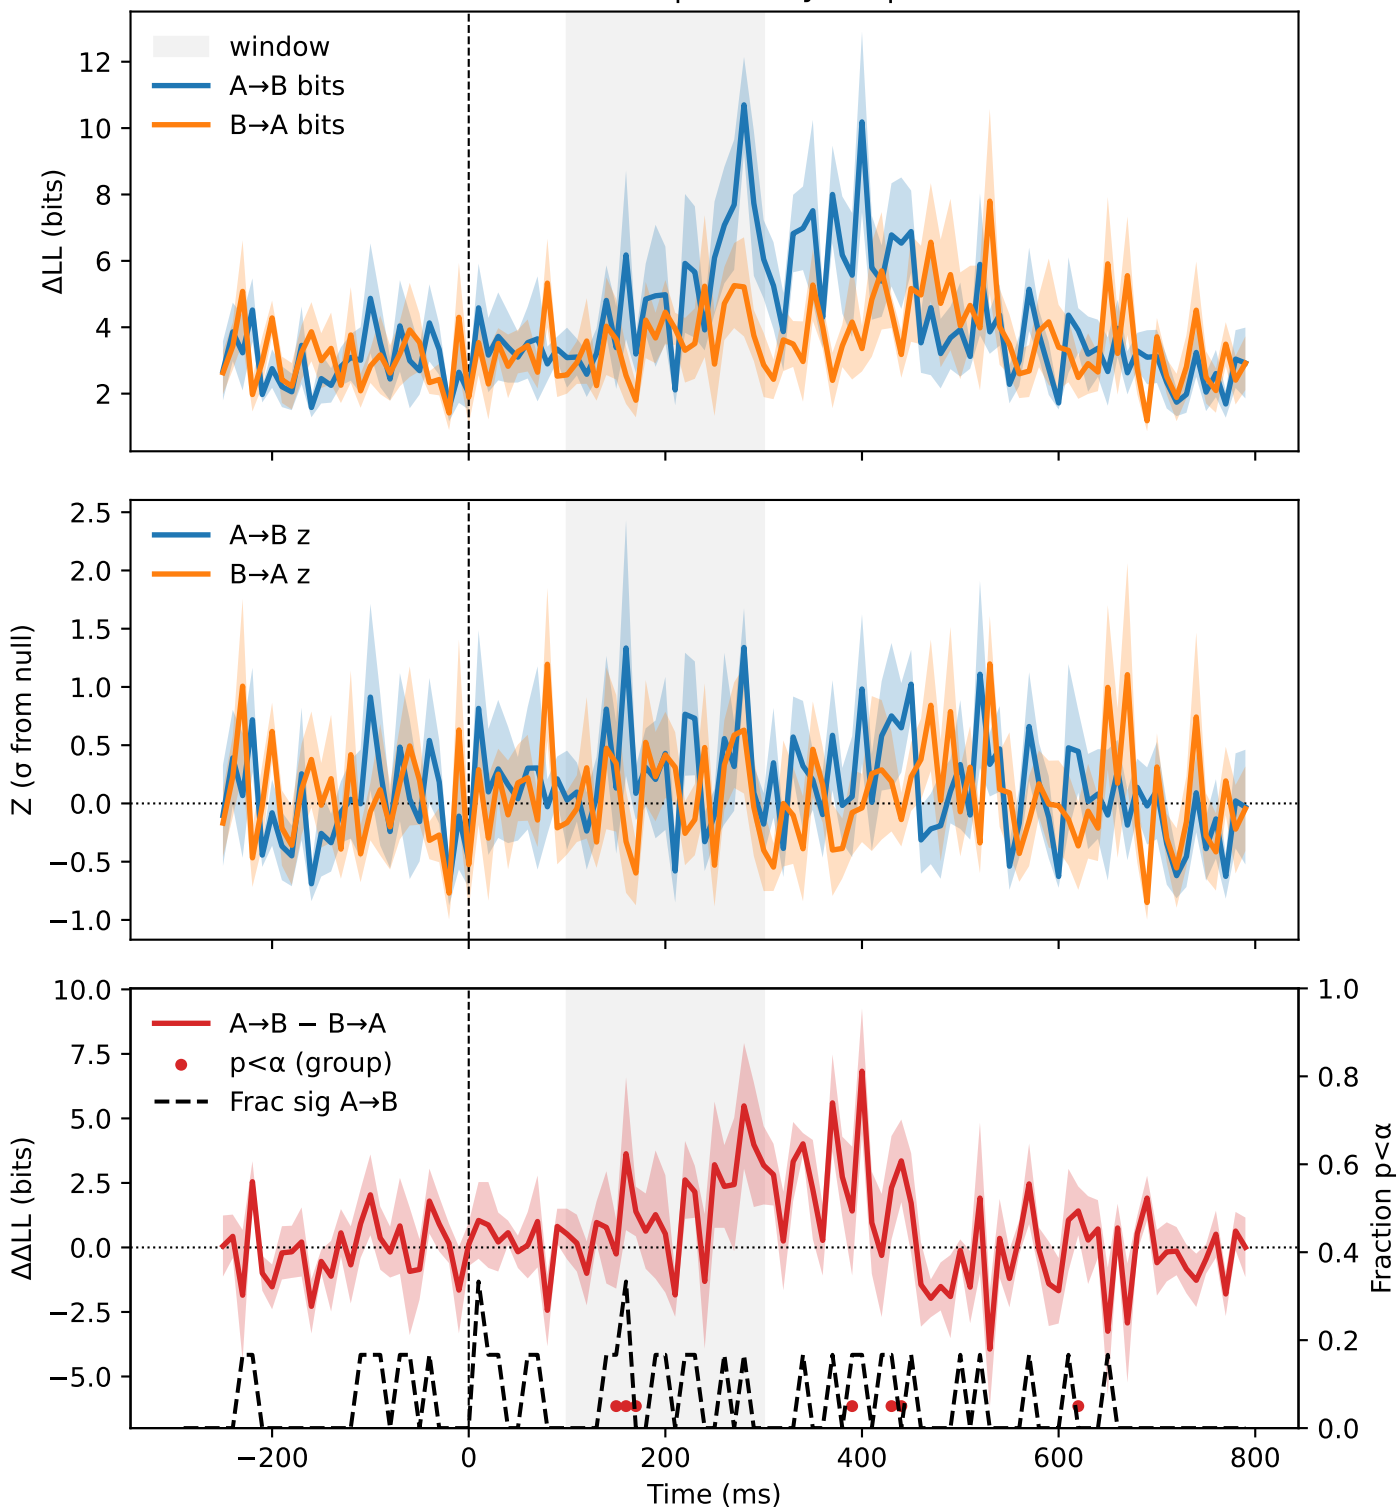 window
A→B bits
B→A bits
ΔLL (bits)
12
10
8
6
4
2
A→B z
B→A z
Z (σ from null)
2.5
2.0
1.5
1.0
0.5
0.0
−0.5
−1.0
A→B − B→A
p<α (group)
Frac sig A→B
ΔΔLL (bits)
10.0
7.5
5.0
2.5
0.0
−2.5
−5.0
1.0
0.8
0.6
0.4
0.2
0.0
Fraction p<α
−200 0 200 400 600 800
Time (ms)